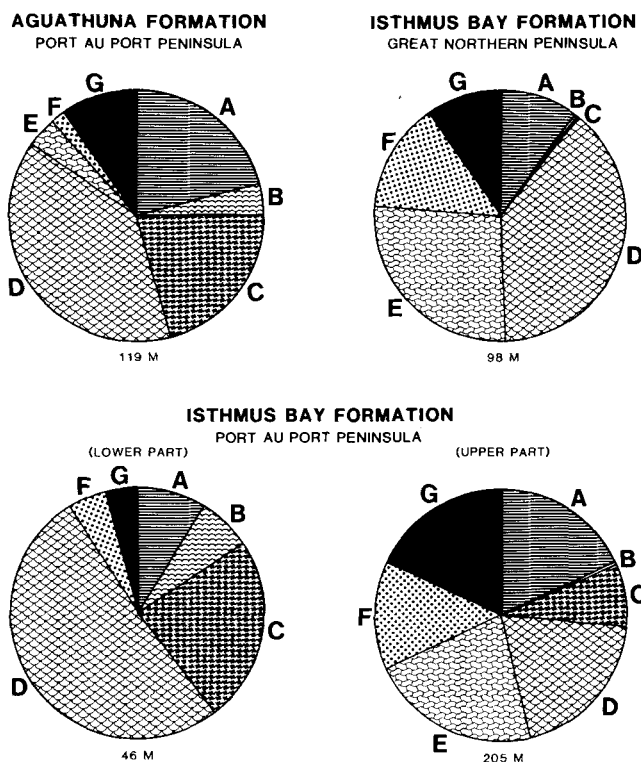 AGUATHUNA FORMATION
PORT AU PORT PENINSULA
A
B
C
D
E
F
G
119 M
ISTHMUS BAY FORMATION
GREAT NORTHERN PENINSULA
A
B
C
D
E
F
G
98 M
ISTHMUS BAY FORMATION
PORT AU PORT PENINSULA
(LOWER PART)
A
B
C
D
F
G
46 M
(UPPER PART)
A
B
C
D
E
F
G
205 M